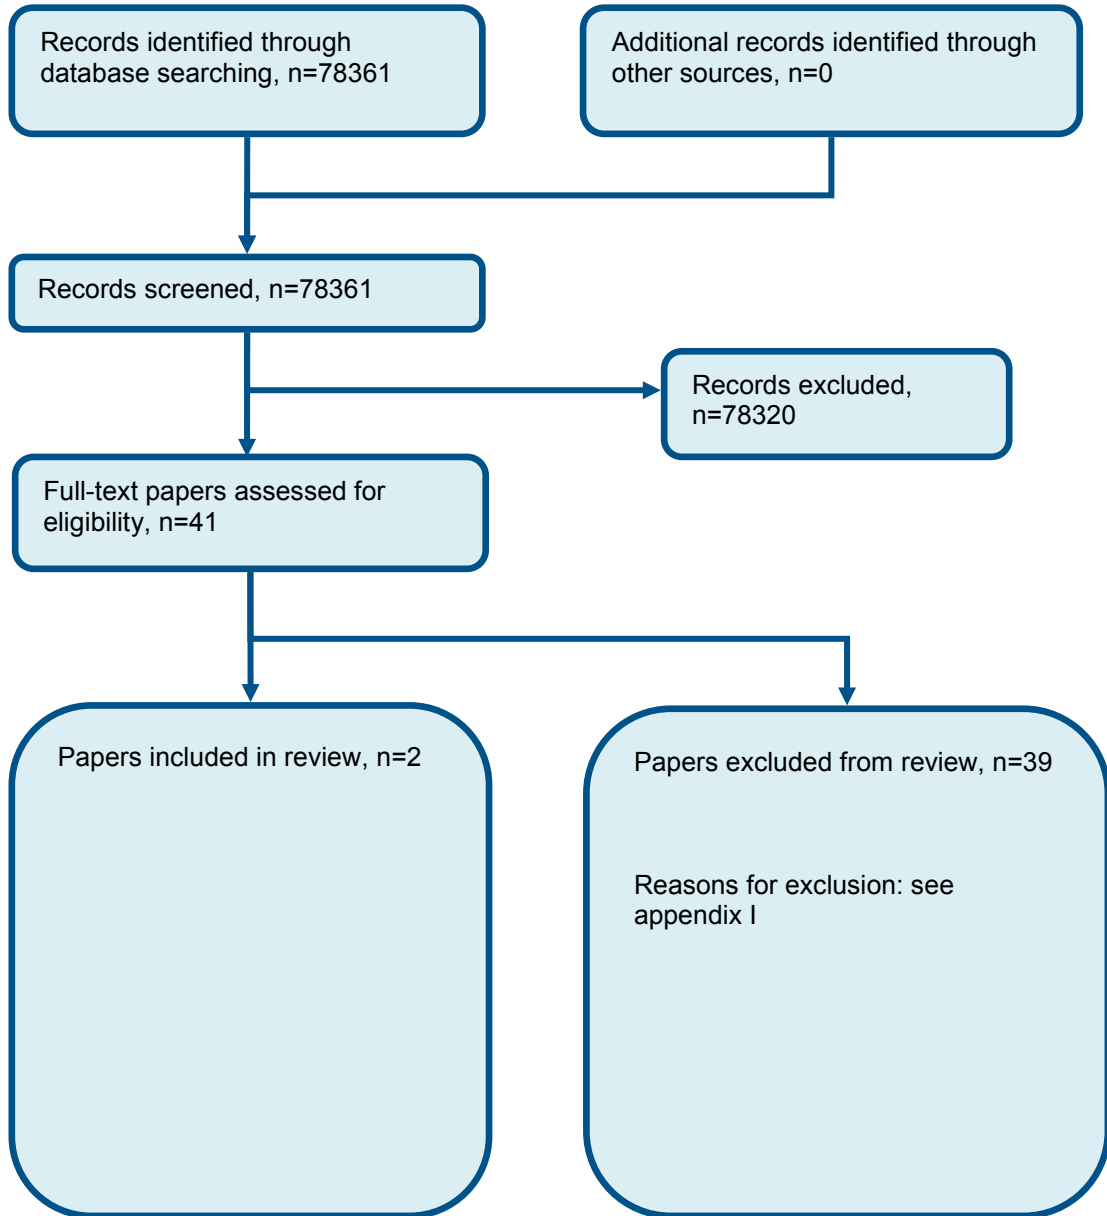 Records identified through
database searching, n=78361
Additional records identified through
other sources, n=0
Records screened, n=78361
Records excluded,
n=78320
Full-text papers assessed for
eligibility, n=41
Papers included in review, n=2
Papers excluded from review, n=39
Reasons for exclusion: see
appendix I